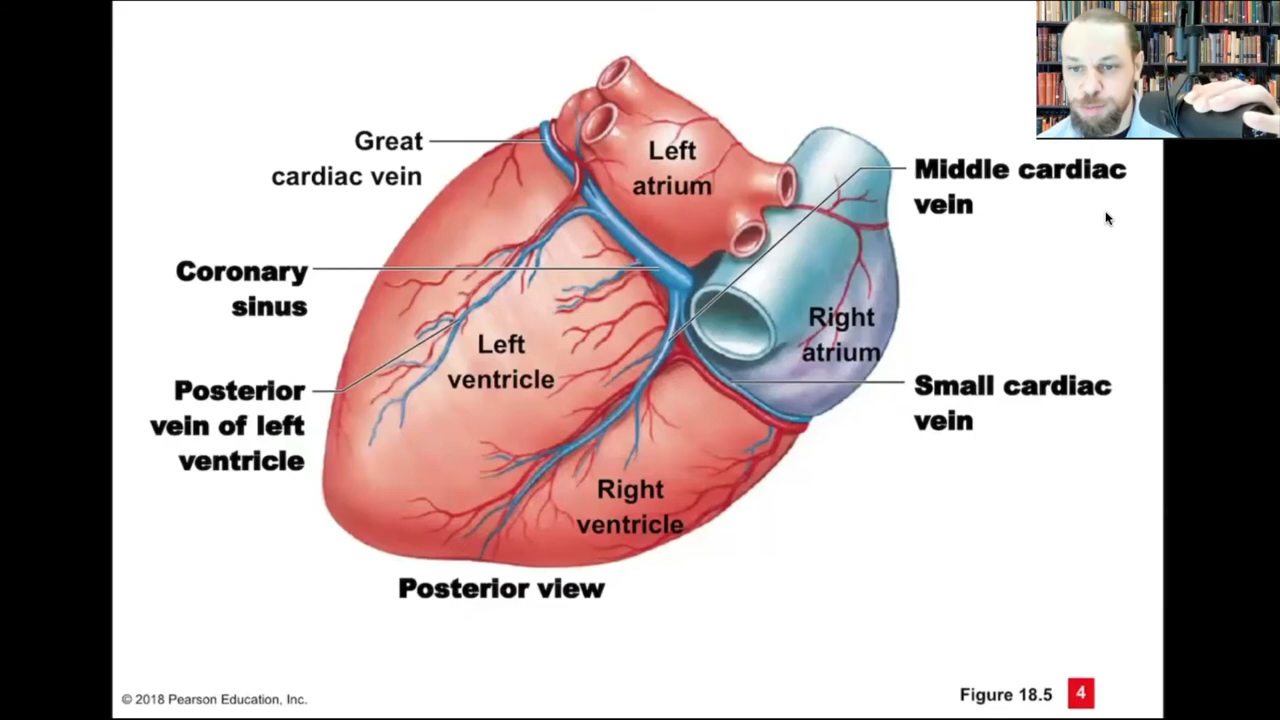 Great
cardiac vein
Left
atrium
Middle cardiac
vein
Coronary
sinus
Left
ventricle
Right
atrium
Posterior
vein of left
ventricle
Small cardiac
vein
Right
ventricle
Posterior view
© 2018 Pearson Education, Inc.
Figure 18.5 4